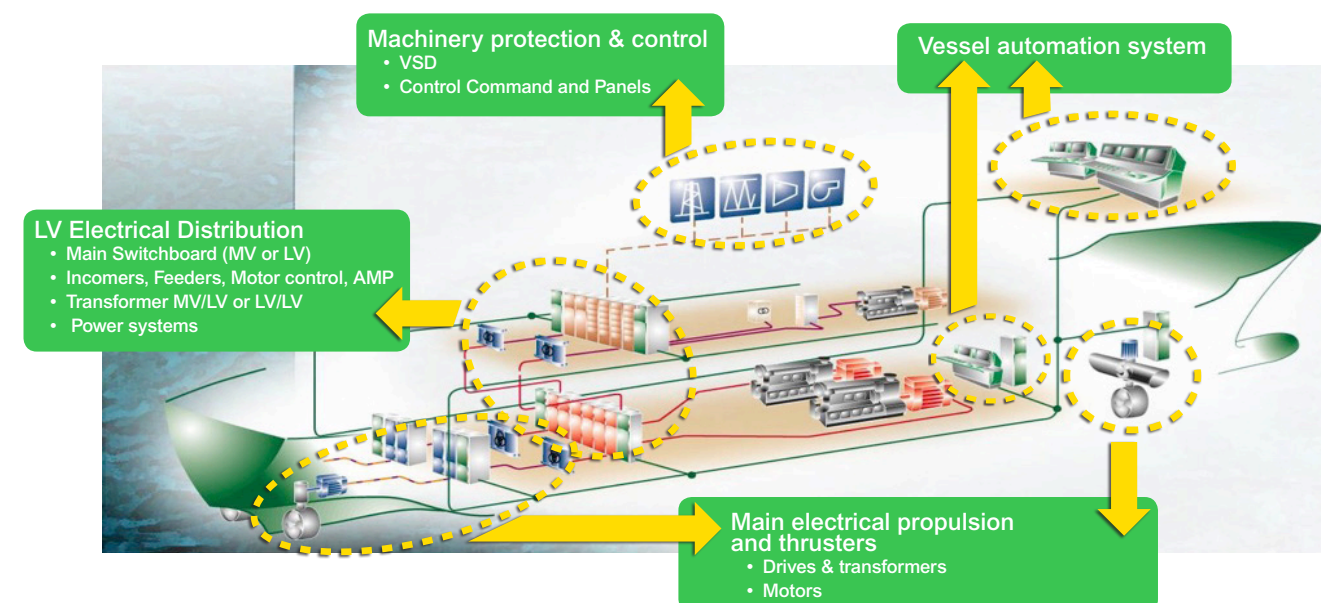 Machinery protection & control
• VSD
• Control Command and Panels
Vessel automation system
LV Electrical Distribution
• Main Switchboard (MV or LV)
• Incomers, Feeders, Motor control, AMP
• Transformer MV/LV or LV/LV
• Power systems
Main electrical propulsion
and thrusters
• Drives & transformers
• Motors